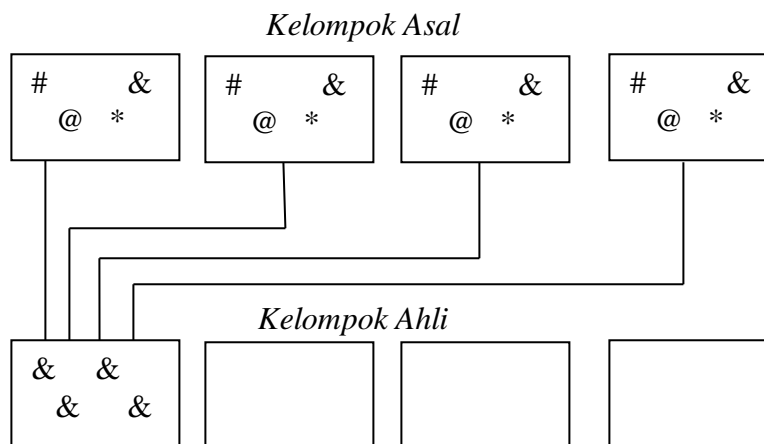 Kelompok Asal
# & # & # & # &
@ * @ * @ * @ *
Kelompok Ahli
& &
& &